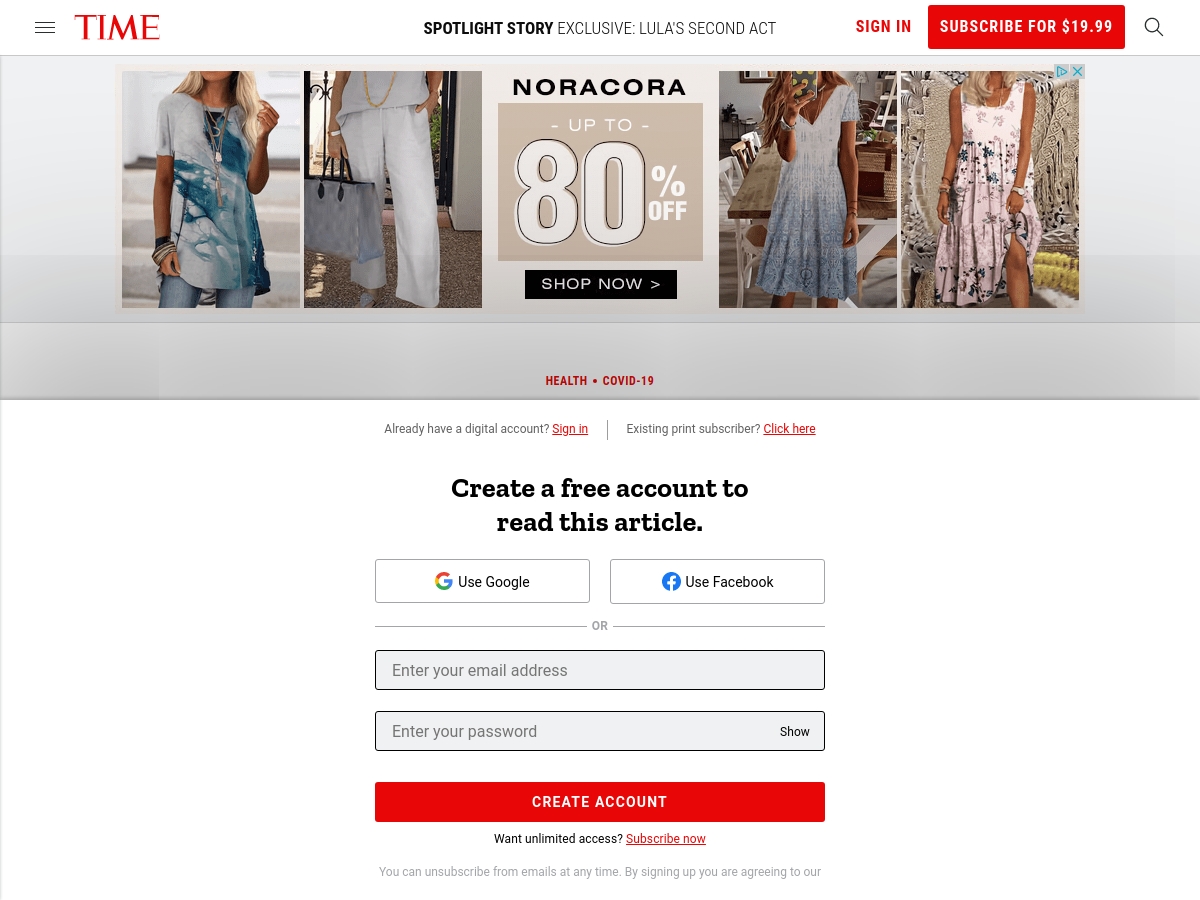 TIME
SPOTLIGHT STORY EXCLUSIVE: LULA'S SECOND ACT
SIGN IN
SUBSCRIBE FOR $19.99
NORACORA
- UP TO -
80% OFF
SHOP NOW >
HEALTH • COVID-19
Already have a digital account? Sign in
Existing print subscriber? Click here
Create a free account to
read this article.
Use Google
Use Facebook
OR
Enter your email address
Enter your password
Show
CREATE ACCOUNT
Want unlimited access? Subscribe now
You can unsubscribe from emails at any time. By signing up you are agreeing to our